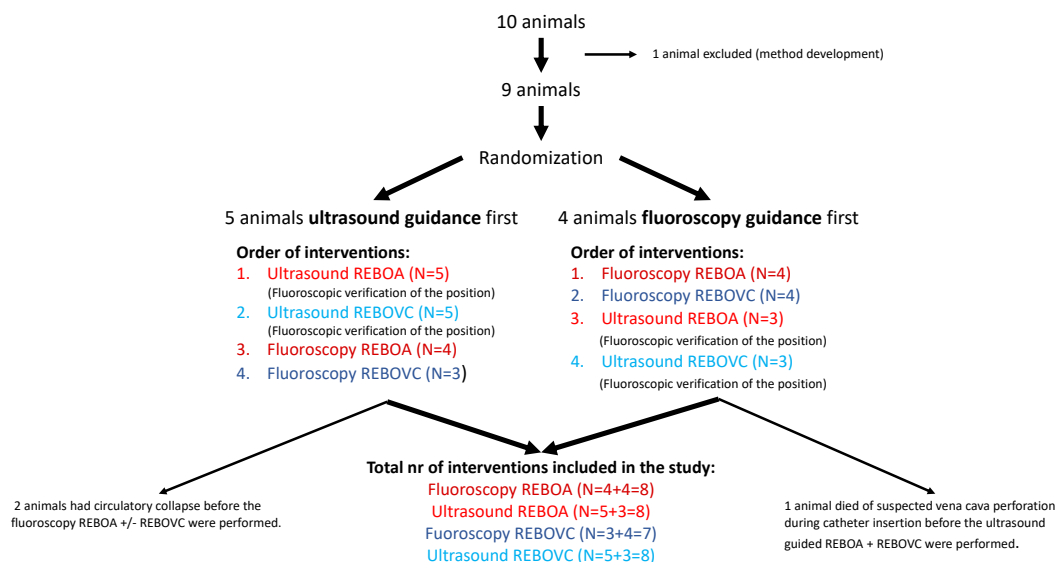 10 animals
1 animal excluded (method development)
9 animals
Randomization
5 animals ultrasound guidance first
Order of interventions:
1. Ultrasound REBOA (N=5)
(Fluoroscopic verification of the position)
2. Ultrasound REBOVC (N=5)
(Fluoroscopic verification of the position)
3. Fluoroscopy REBOA (N=4)
4. Fluoroscopy REBOVC (N=3)
4 animals fluoroscopy guidance first
Order of interventions:
1. Fluoroscopy REBOA (N=4)
2. Fluoroscopy REBOVC (N=4)
3. Ultrasound REBOA (N=3)
(Fluoroscopic verification of the position)
4. Ultrasound REBOVC (N=3)
(Fluoroscopic verification of the position)
2 animals had circulatory collapse before the
fluoroscopy REBOA +/- REBOVC were performed.
Total nr of interventions included in the study:
Fluoroscopy REBOA (N=4+4=8)
Ultrasound REBOA (N=5+3=8)
Fuoroscopy REBOVC (N=3+4=7)
Ultrasound REBOVC (N=5+3=8)
1 animal died of suspected vena cava perforation
during catheter insertion before the ultrasound
guided REBOA + REBOVC were performed.